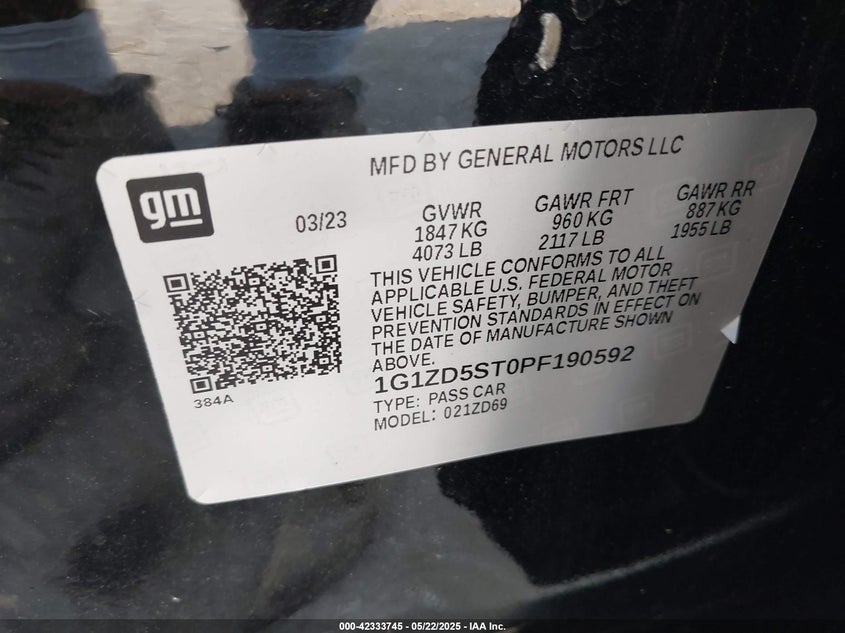 MFD BY GENERAL MOTORS LLC
gm
03/23
GVWR
1847 KG
4073 LB
GAWR FRT
960 KG
2117 LB
GAWR RR
887 KG
1955 LB
THIS VEHICLE CONFORMS TO ALL
APPLICABLE U.S. FEDERAL MOTOR
VEHICLE SAFETY, BUMPER, AND THEFT
PREVENTION STANDARDS IN EFFECT ON
THE DATE OF MANUFACTURE SHOWN
ABOVE.
1G1ZD5ST0PF190592
TYPE: PASS CAR
MODEL: 021ZD69
384A
000-42333745 - 05/22/2025 - IAA Inc.